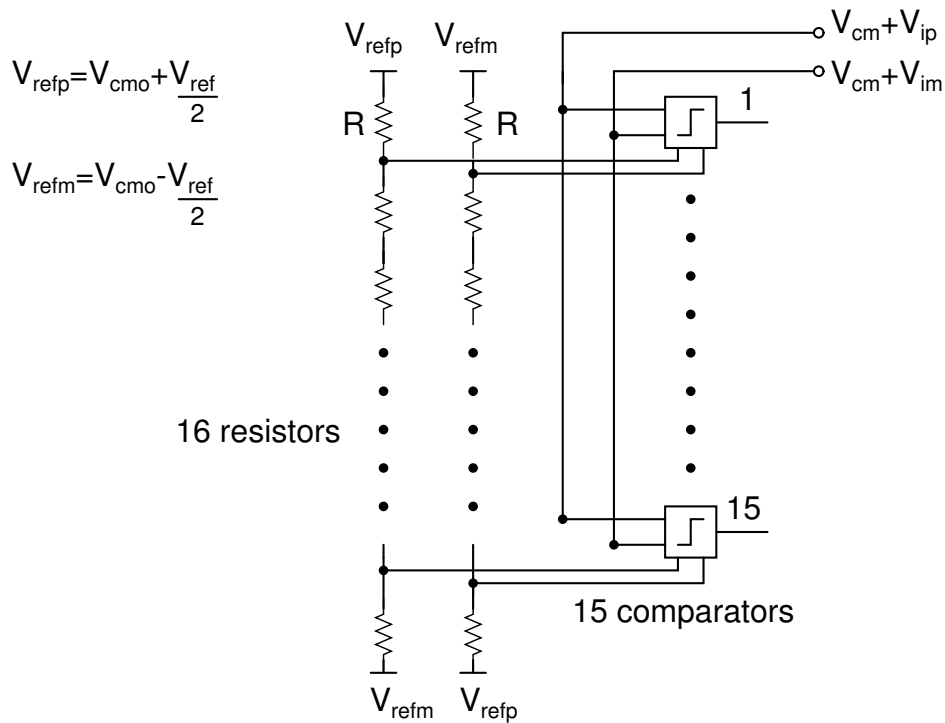 V_refp V_refm
V_cm+V_ip
V_cm+V_im
V_refp=V_cmo+V_ref/2
V_refm=V_cmo-V_ref/2
R R
1
16 resistors
15
15 comparators
V_refm V_refp